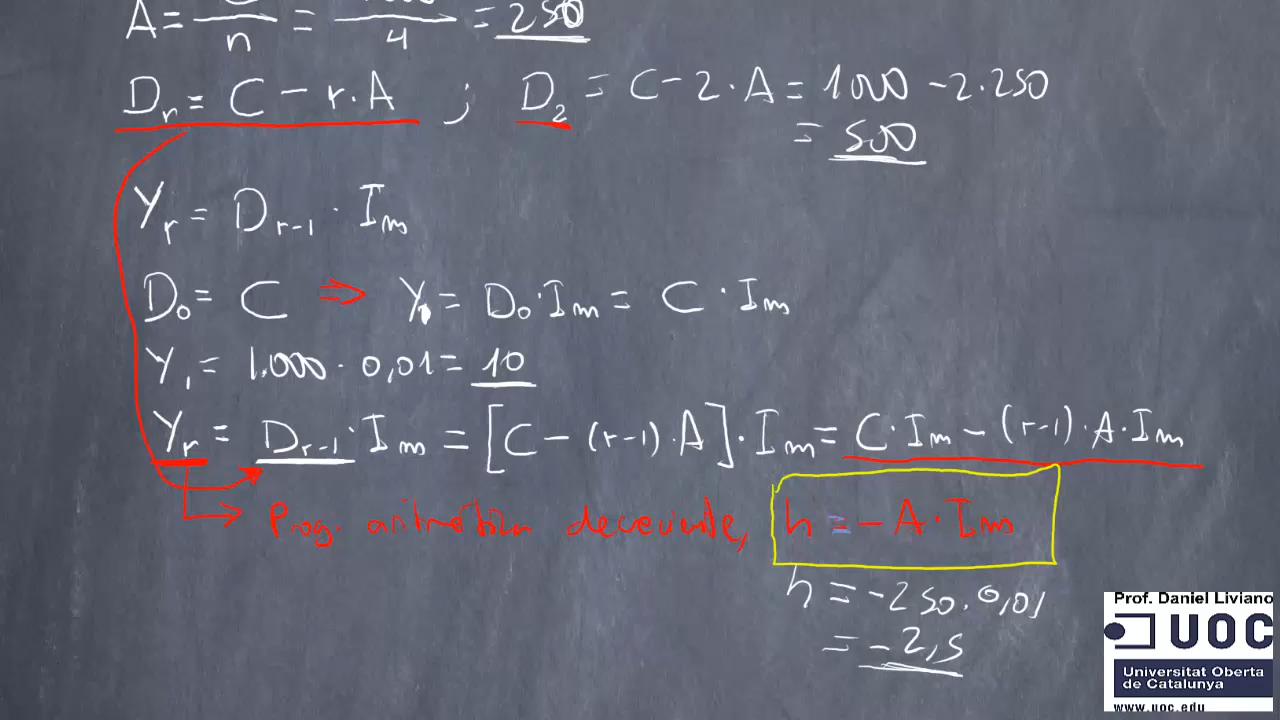 A = C/n = 1000/4 = 250
Dr = C - r·A ; D2 = C - 2·A = 1000 - 2·250
= 500
Yr = Dr-1 · Im
D0 = C ⇒ Y1 = D0·Im = C · Im
Y1 = 1.000 · 0,01 = 10
Yr = Dr-1 · Im = [C - (r-1)·A]·Im = C·Im - (r-1)·A·Im
Prog. aritmética decreciente, h = - A·Im
h = -250·0,01
= -2,5
Prof. Daniel Liviano
UOC
Universitat Oberta
de Catalunya
www.uoc.edu